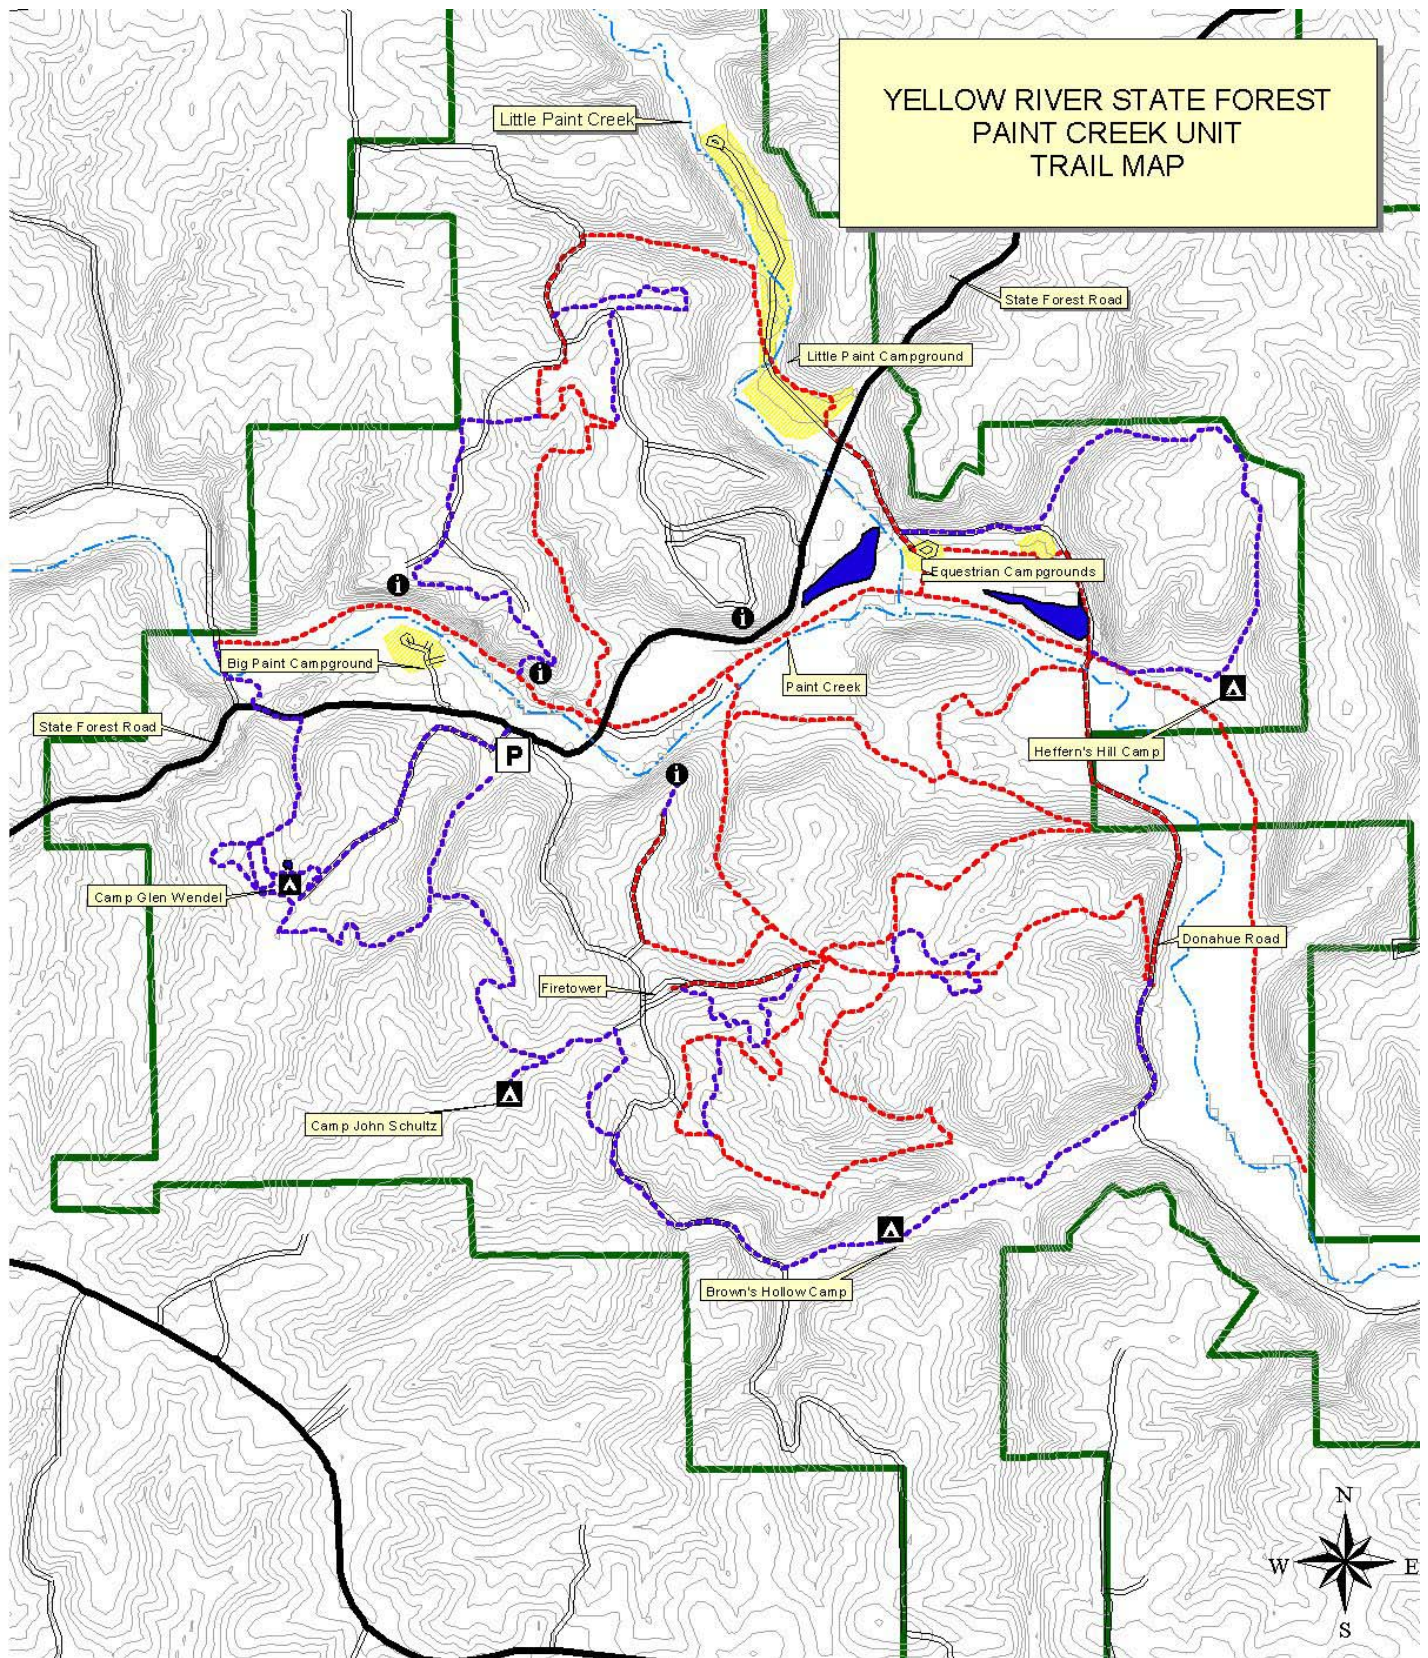 YELLOW RIVER STATE FOREST
PAINT CREEK UNIT
TRAIL MAP
Little Paint Creek
State Forest Road
Little Paint Campground
Equestrian Campgrounds
i
i
Big Paint Campground
i
Paint Creek
State Forest Road
P
Heffern's Hill Camp
i
Camp Glen Wendel
Donahue Road
Firetower
Camp John Schultz
Brown's Hollow Camp
N
W
E
S